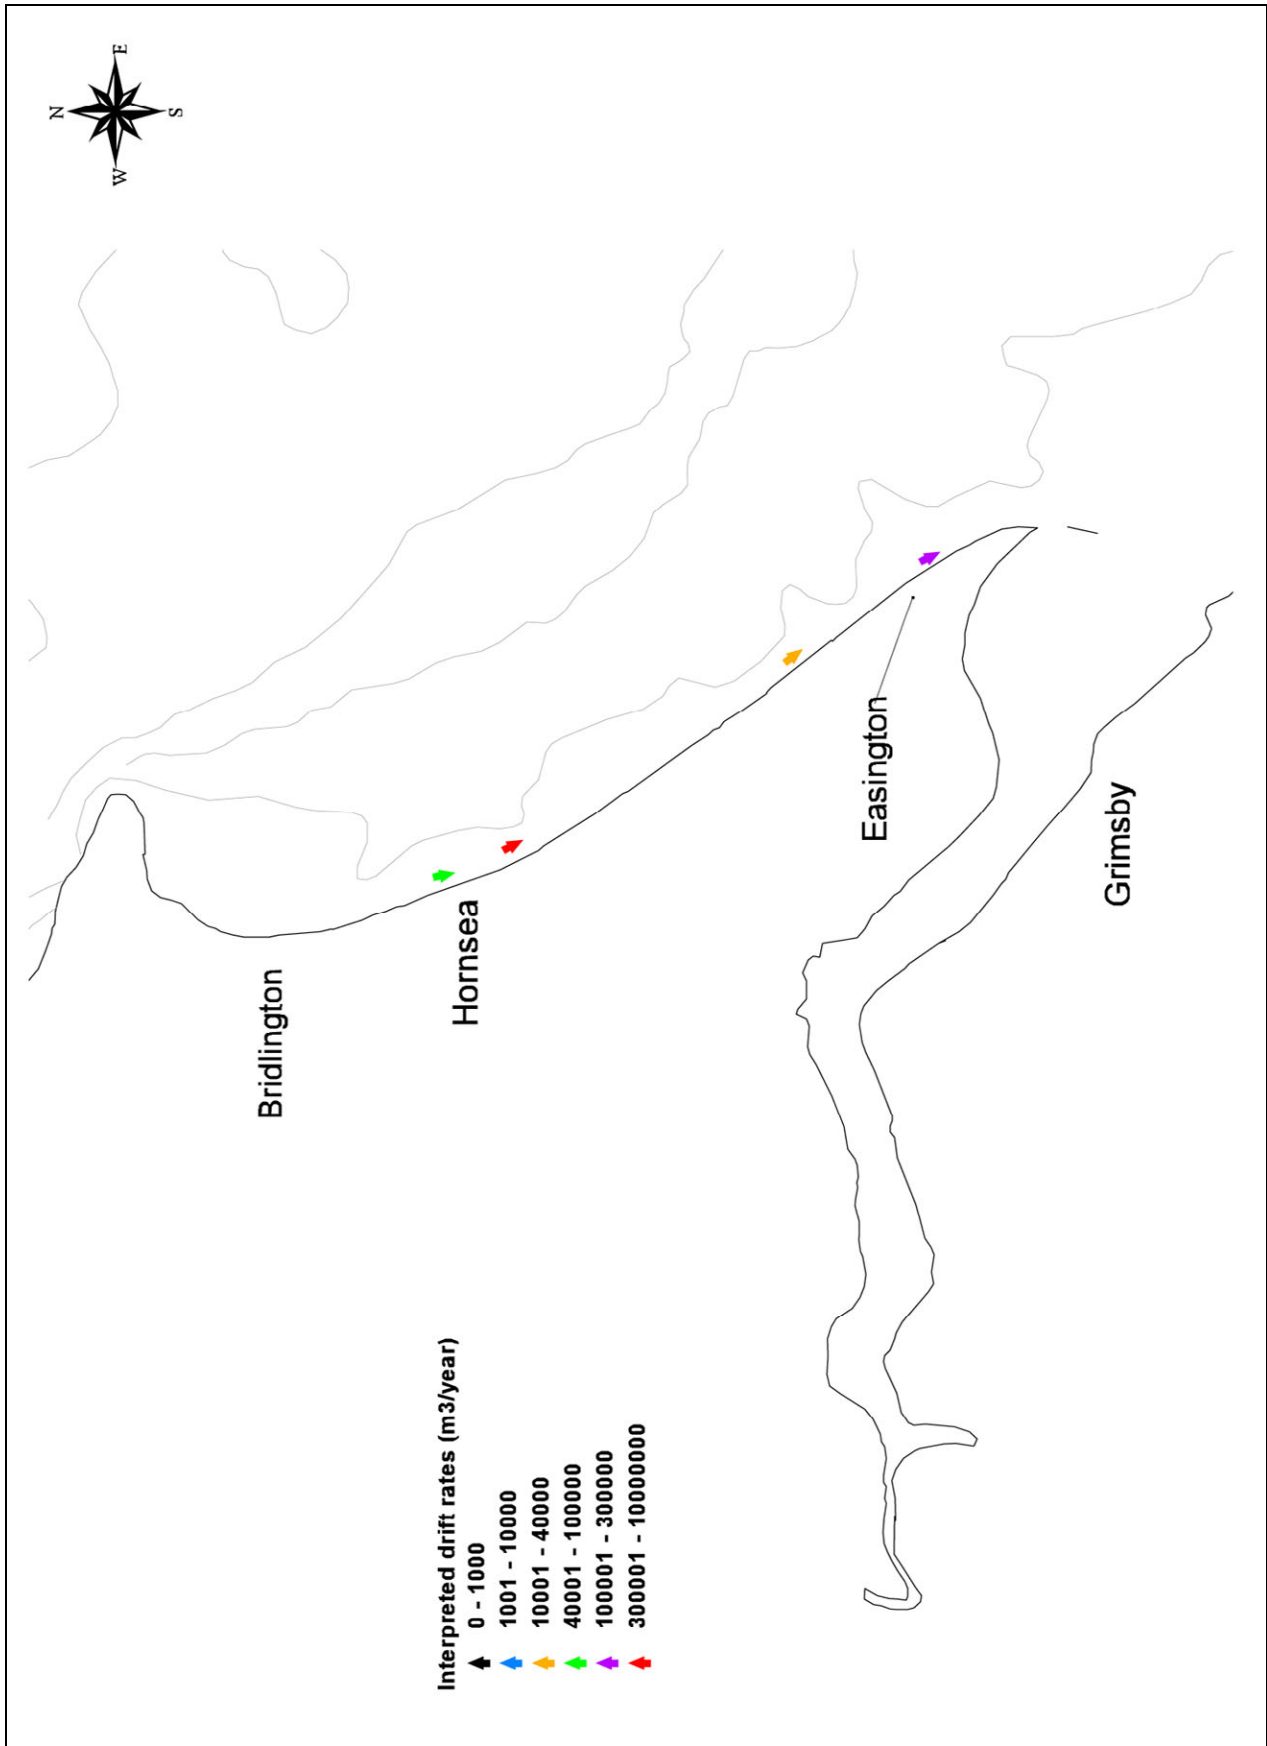 N
E
W
S
Bridlington
Hornsea
Easington
Grimsby
Interpreted drift rates (m3/year)
0 - 1000
1001 - 10000
10001 - 40000
40001 - 100000
100001 - 300000
300001 - 10000000